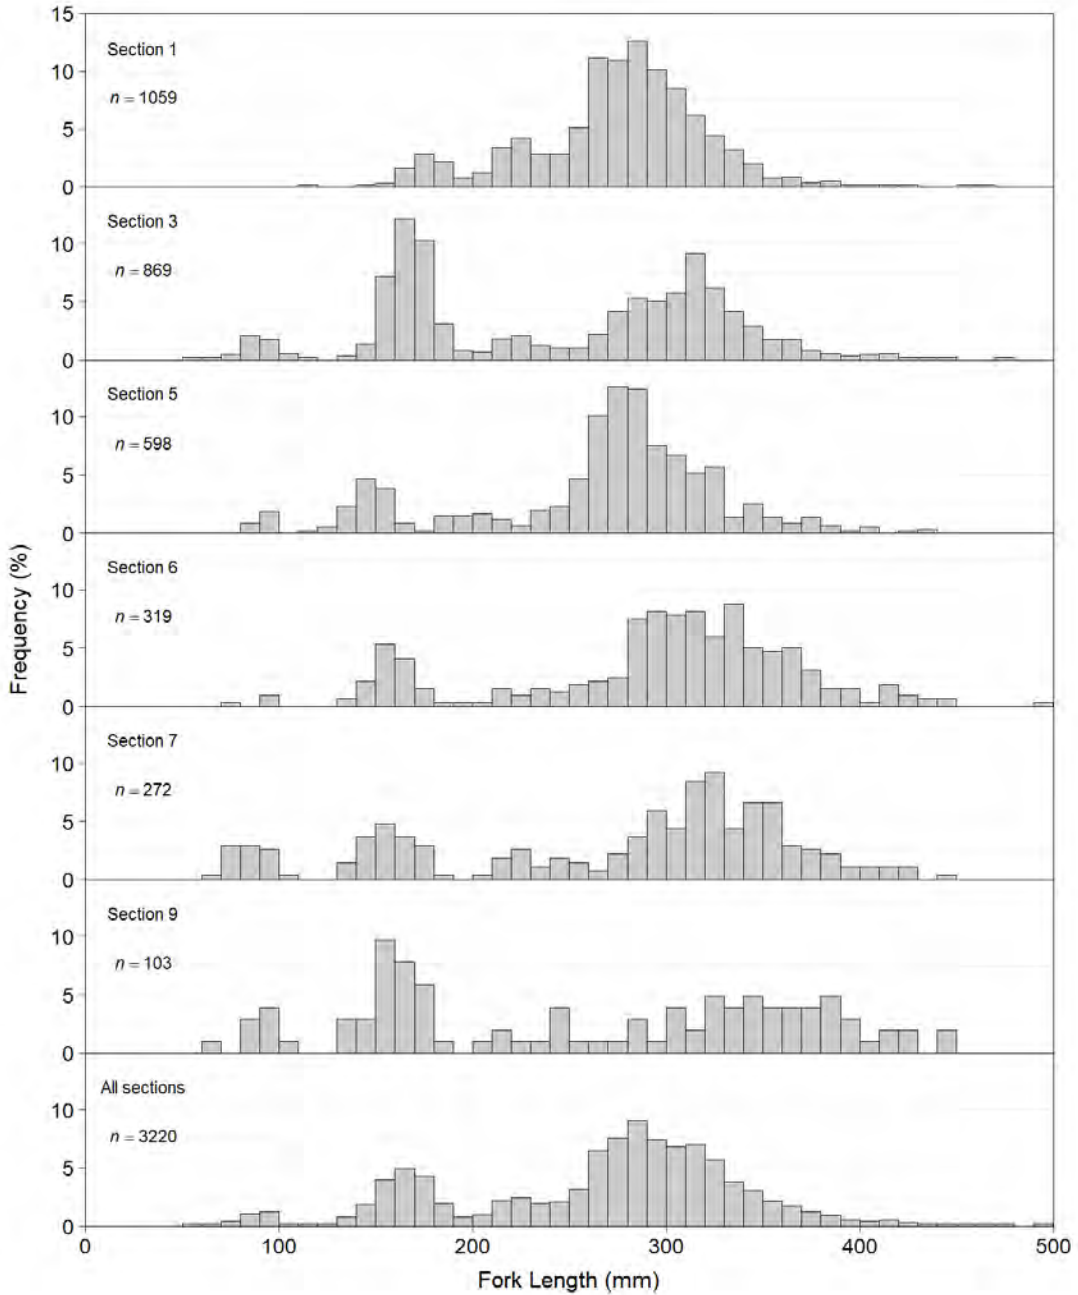 15
Section 1
10
n = 1059
5
0
Section 3
10
n = 869
5
0
Section 5
10
n = 598
5
0
Section 6
10
n = 319
5
0
Section 7
10
n = 272
5
0
Section 9
10
n = 103
5
0
All sections
10
n = 3220
5
0
Frequency (%)
0 100 200 300 400 500
Fork Length (mm)